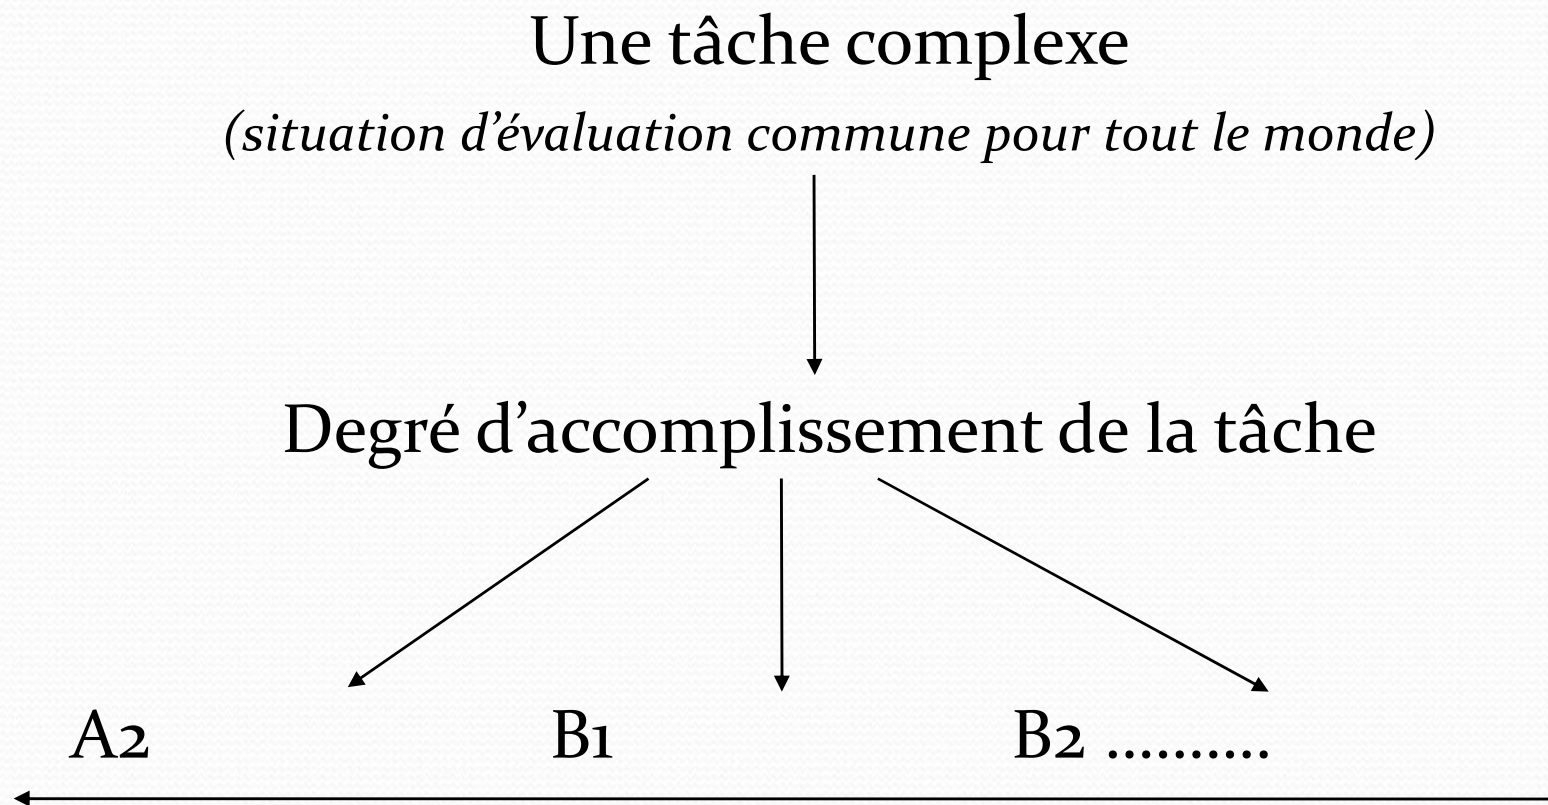 Une tâche complexe
(situation d’évaluation commune pour tout le monde)
Degré d’accomplissement de la tâche
A2 B1 B2 ..........